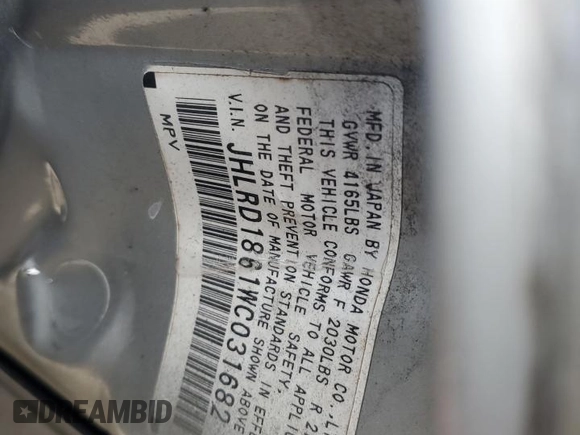 MFD. IN JAPAN BY HONDA MOTOR CO.,
GVWR 4165LBS GAWR F 2030LBS R
THIS VEHICLE CONFORMS TO ALL
FEDERAL MOTOR VEHICLE SAFETY,
AND THEFT PREVENTION STANDARDS IN
ON THE DATE OF MANUFACTURE SHOWN ABOVE
V.I.N. JHLRD1861WC031682
MPV
DREAMBID